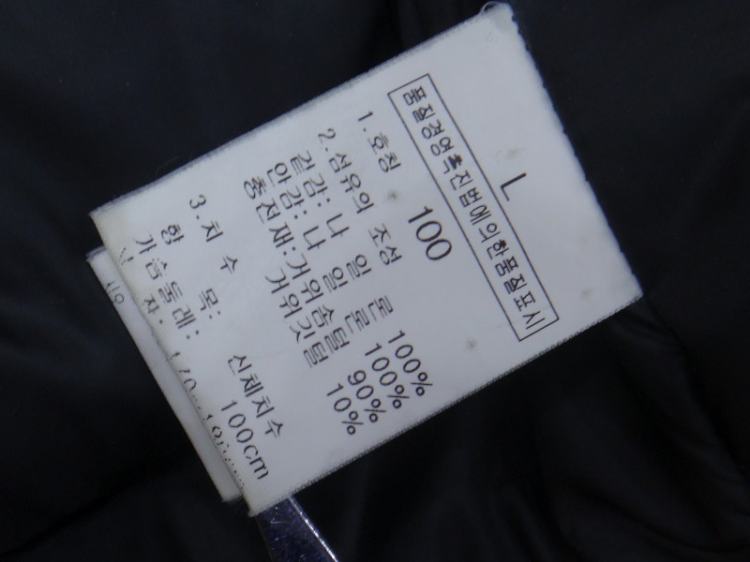 L
품질경영촉진법에의한품질표시
1.호칭 100
2.섬유의 조성
겉감: 나 일 론 100%
안감: 나 일 론 100%
충전재:거위솜털 90%
거위깃털 10%
3.치 수
항 목: 신체치수
가슴둘레: 100cm